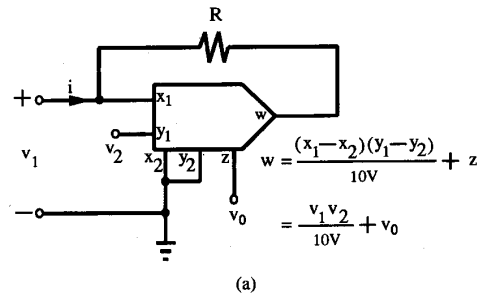 R
+ i x₁ w
v₁ v₂ y₁ x₂ y₂ z
w = (x₁−x₂)(y₁−y₂) / 10V + z
−
v₀
= v₁v₂ / 10V + v₀
(a)